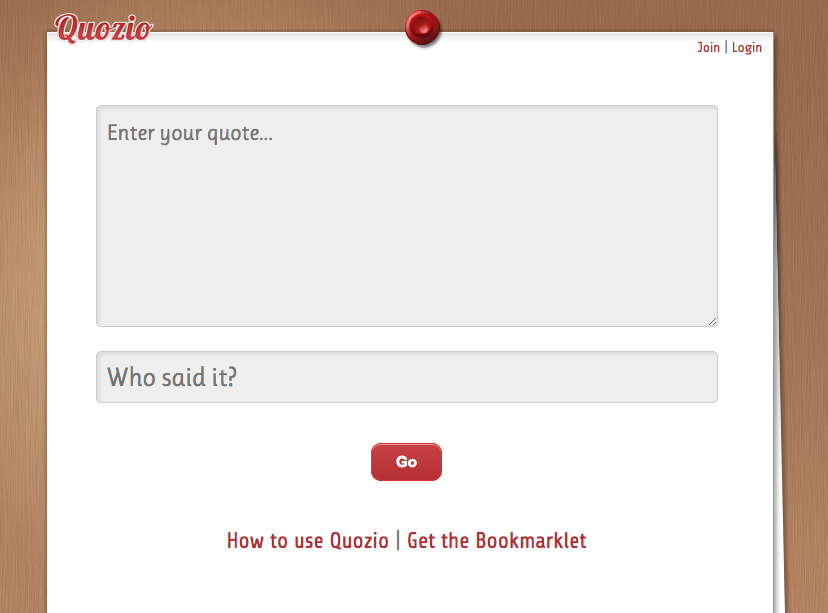 Quozio
Join | Login
Enter your quote...
Who said it?
Go
How to use Quozio | Get the Bookmarklet